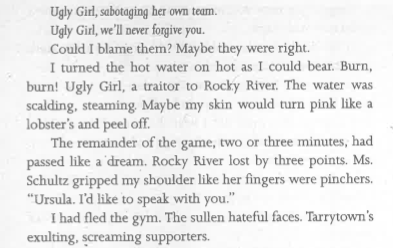 Ugly Girl, sabotaging her own team.
Ugly Girl, we'll never forgive you.
Could I blame them? Maybe they were right.
I turned the hot water on hot as I could bear. Burn,
burn! Ugly Girl, a traitor to Rocky River. The water was
scalding, steaming. Maybe my skin would turn pink like a
lobster's and peel off.
The remainder of the game, two or three minutes, had
passed like a dream. Rocky River lost by three points. Ms.
Schultz gripped my shoulder like her fingers were pinchers.
"Ursula. I'd like to speak with you."
I had fled the gym. The sullen hateful faces. Tarrytown's
exulting, screaming supporters.